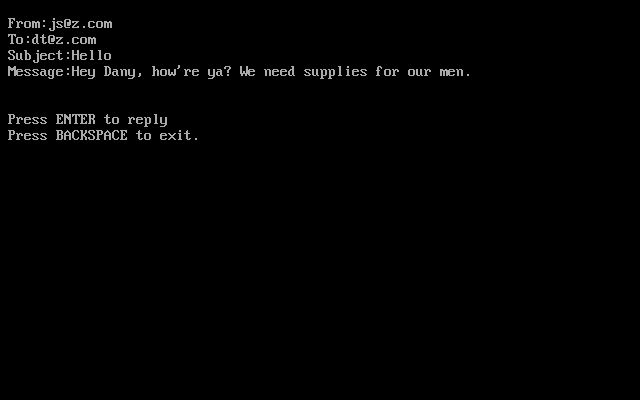 From:js@z.com
To:dt@z.com
Subject:Hello
Message:Hey Dany, how're ya? We need supplies for our men.
Press ENTER to reply
Press BACKSPACE to exit.